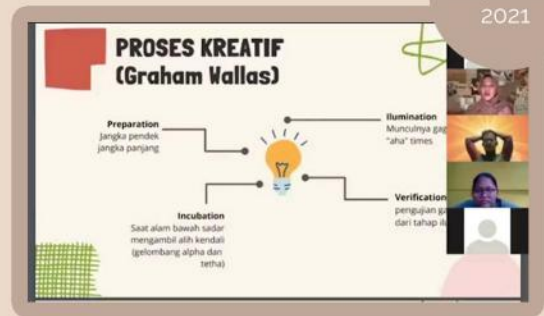 2021
PROSES KREATIF
(Graham Wallas)
Preparation
Jangka pendek
jangka panjang
Incubation
Saat alam bawah sadar
mengambil alih kendali
(gelombang alpha dan
tetha)
Ilumination
Munculnya
"aha" times
Verification
pengujian
dari tahap